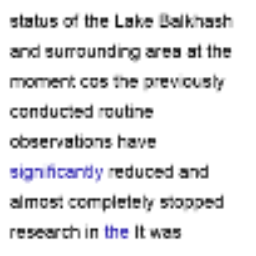 status of the Lake Balkhash
and surrounding area at the
moment cos the previously
conducted routine
observations have
significantly reduced and
almost completely stopped
research in the It was